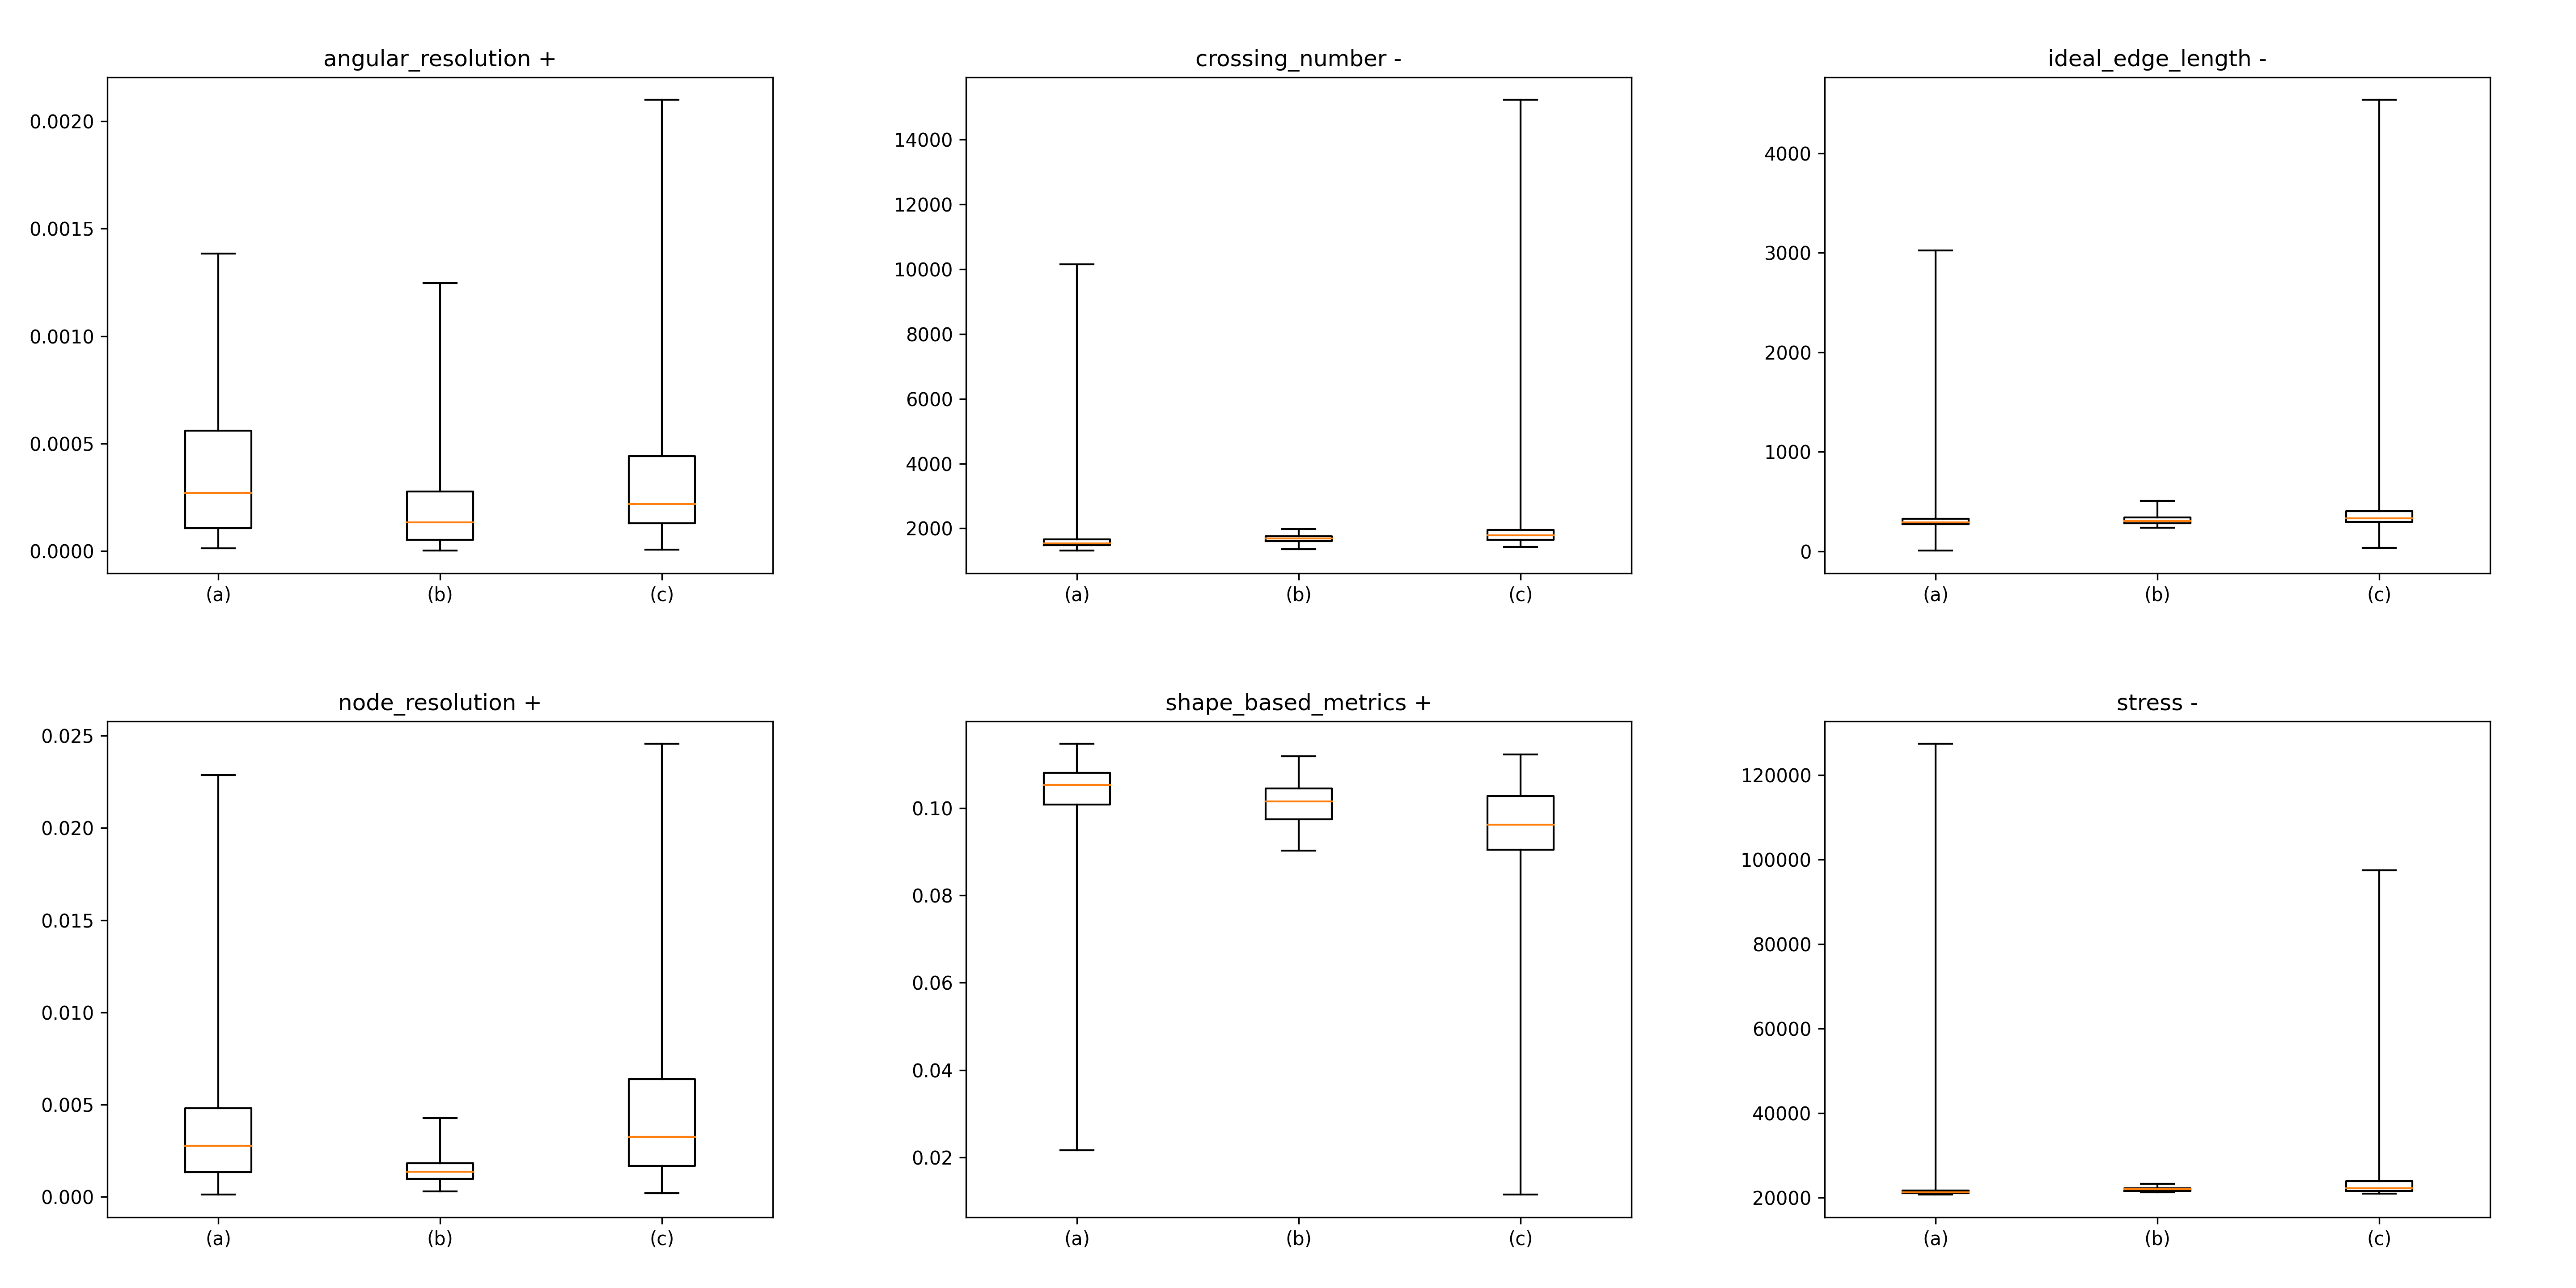 angular_resolution +
0.0020
0.0015
0.0010
0.0005
0.0000
(a) (b) (c)
crossing_number -
14000
12000
10000
8000
6000
4000
2000
(a) (b) (c)
ideal_edge_length -
4000
3000
2000
1000
0
(a) (b) (c)
node_resolution +
0.025
0.020
0.015
0.010
0.005
0.000
(a) (b) (c)
shape_based_metrics +
0.10
0.08
0.06
0.04
0.02
(a) (b) (c)
stress -
120000
100000
80000
60000
40000
20000
(a) (b) (c)